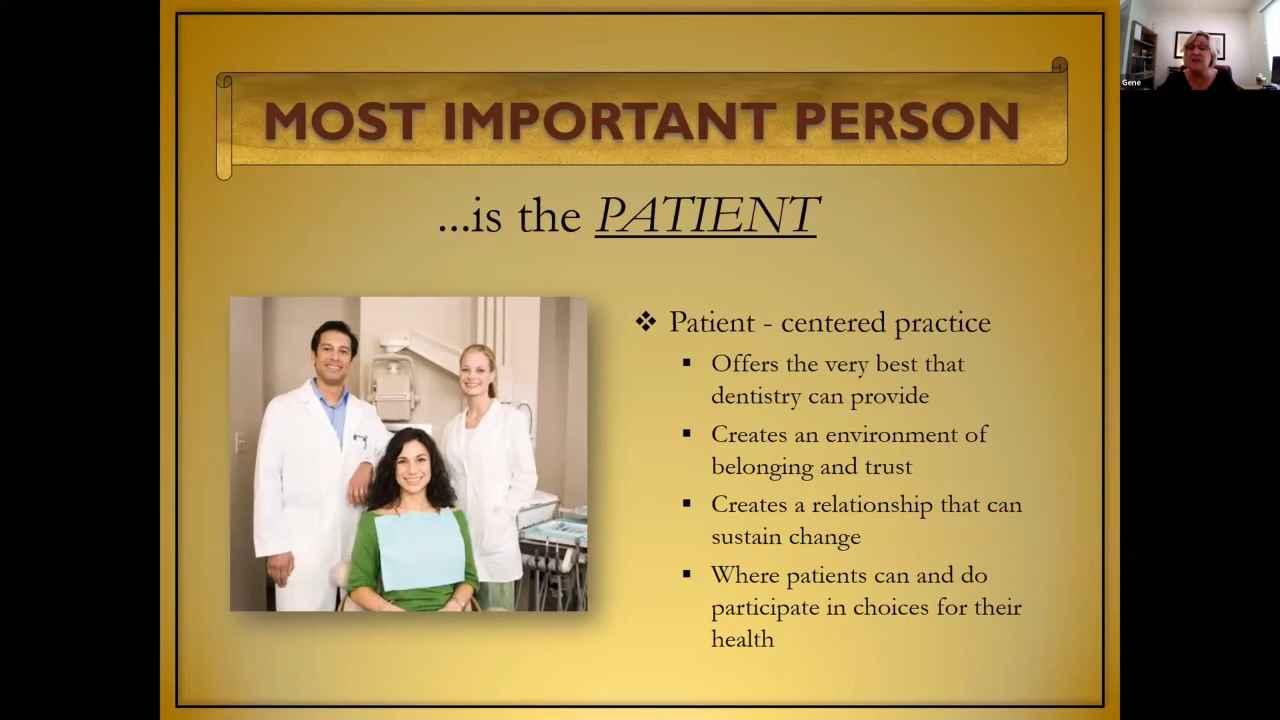 MOST IMPORTANT PERSON
...is the PATIENT
❖ Patient - centered practice
▪ Offers the very best that
dentistry can provide
▪ Creates an environment of
belonging and trust
▪ Creates a relationship that can
sustain change
▪ Where patients can and do
participate in choices for their
health
Gene